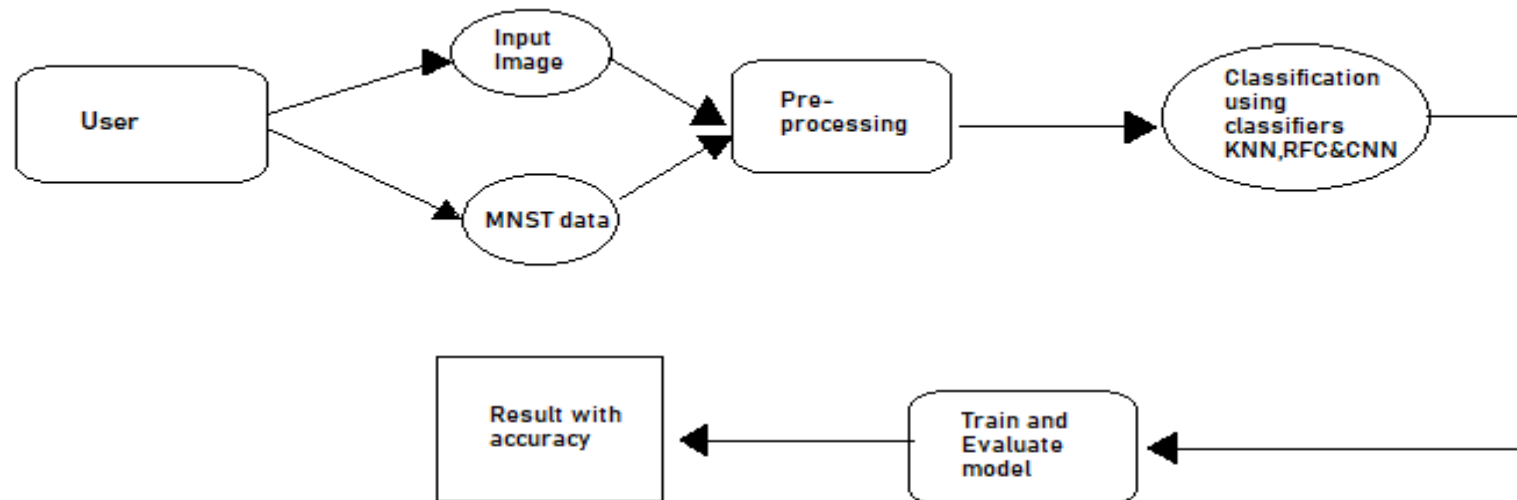 Input
Image
User
Pre-
processing
Classification
using
classifiers
KNN,RFC&CNN
MNST data
Result with
accuracy
Train and
Evaluate
model